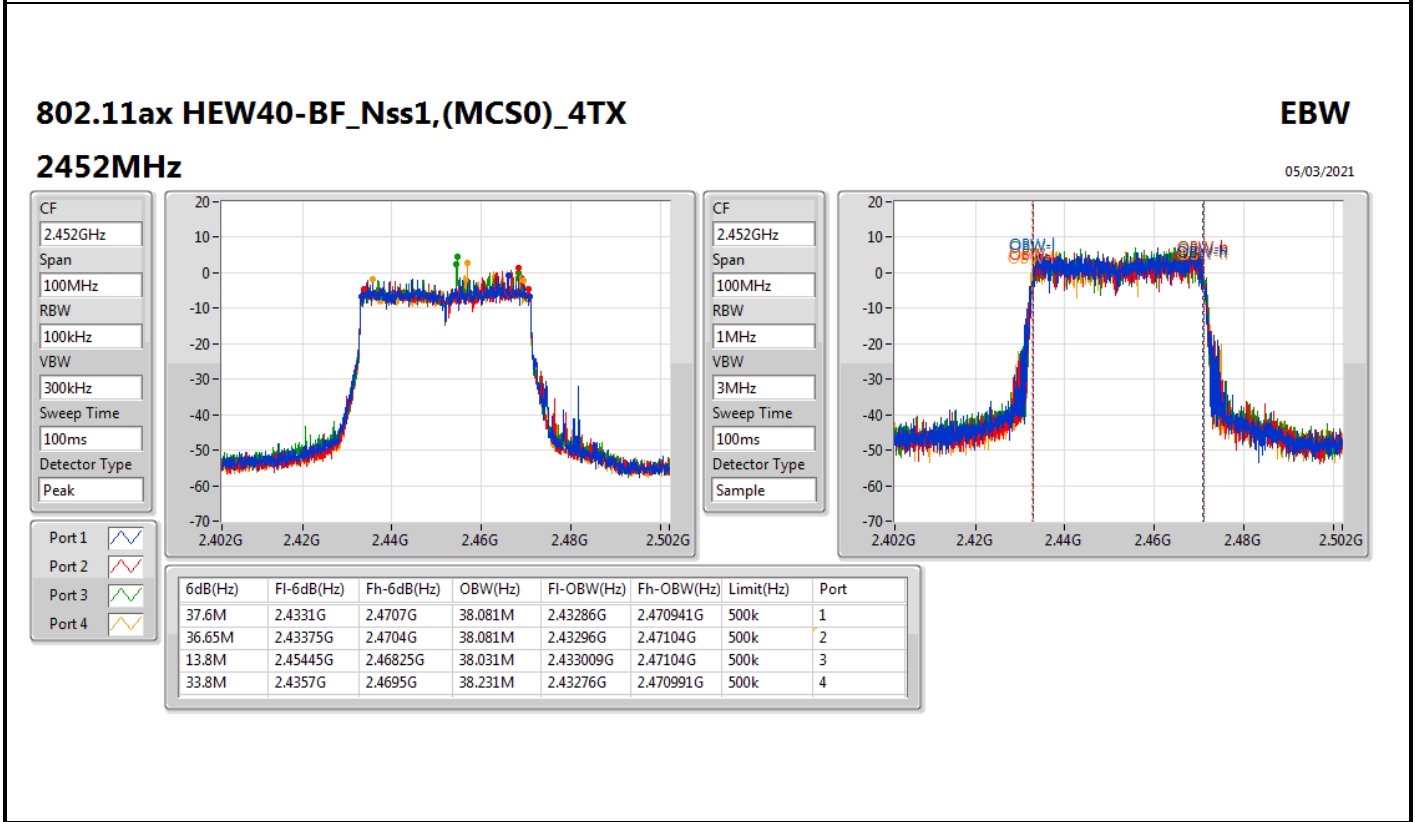 802.11ax HEW40-BF_Nss1,(MCS0)_4TX
EBW
2452MHz
05/03/2021
CF
2.452GHz
Span
100MHz
RBW
100kHz
VBW
300kHz
Sweep Time
100ms
Detector Type
Peak
20
10
0
-10
-20
-30
-40
-50
-60
-70
2.402G 2.42G 2.44G 2.46G 2.48G 2.502G
CF
2.452GHz
Span
100MHz
RBW
1MHz
VBW
3MHz
Sweep Time
100ms
Detector Type
Sample
20
10
0
-10
-20
-30
-40
-50
-60
-70
OBW-l
OBW-h
2.402G 2.42G 2.44G 2.46G 2.48G 2.502G
Port 1
Port 2
Port 3
Port 4
6dB(Hz) Fl-6dB(Hz) Fh-6dB(Hz) OBW(Hz) Fl-OBW(Hz) Fh-OBW(Hz) Limit(Hz) Port
37.6M 2.4331G 2.4707G 38.081M 2.43286G 2.470941G 500k 1
36.65M 2.43375G 2.4704G 38.081M 2.43296G 2.47104G 500k 2
13.8M 2.45445G 2.46825G 38.031M 2.433009G 2.47104G 500k 3
33.8M 2.4357G 2.4695G 38.231M 2.43276G 2.470991G 500k 4